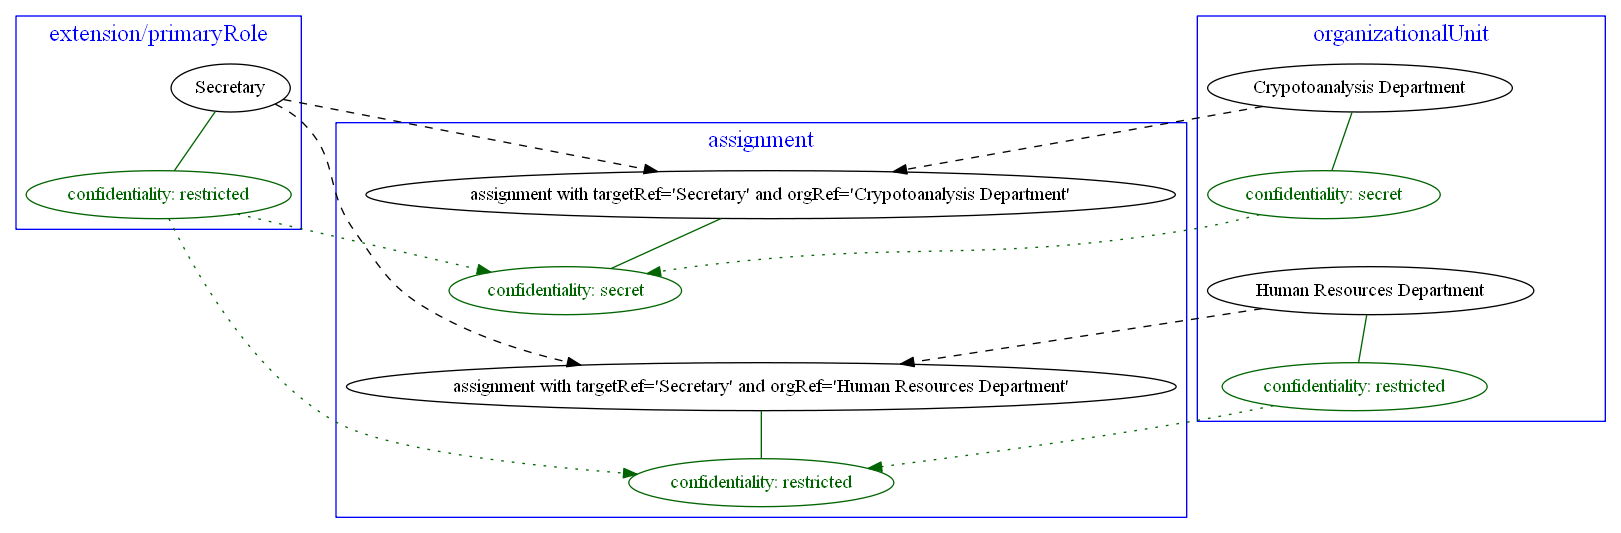 extension/primaryRole
Secretary
confidentiality: restricted
assignment
assignment with targetRef='Secretary' and orgRef='Crypotoanalysis Department'
confidentiality: secret
assignment with targetRef='Secretary' and orgRef='Human Resources Department'
confidentiality: restricted
organizationalUnit
Crypotoanalysis Department
confidentiality: secret
Human Resources Department
confidentiality: restricted